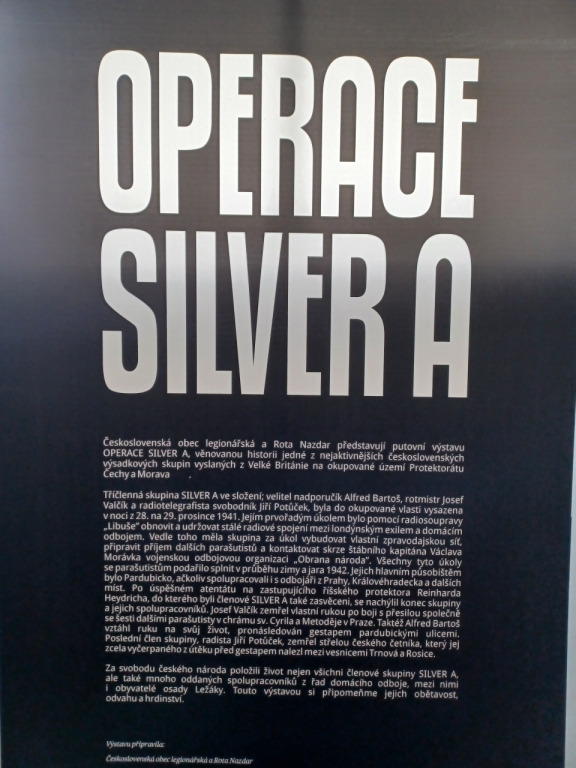 OPERACE
SILVER A
Československá obec legionářská a Rota Nazdar představují putovní výstavu
OPERACE SILVER A, věnovanou historii jedné z nejaktivnějších československých
výsadkových skupin vyslaných z Velké Británie na okupované území Protektorátu
Čechy a Morava .
Tříčlenná skupina SILVER A ve složení; velitel nadporučík Alfred Bartoš, rotmistr Josef
Valčík a radiotelegrafista svobodník Jiří Potůček, byla do okupované vlasti vysazena
v noci z 28. na 29. prosince 1941. Jejím prvořadým úkolem bylo pomocí radiosoupravy
„Libuše" obnovit a udržovat stálé radiové spojení mezi londýnským exilem a domácím
odbojem. Vedle toho měla skupina za úkol vybudovat vlastní zpravodajskou síť,
připravit příjem dalších parašutistů a kontaktovat skrze štábního kapitána Václava
Morávka vojenskou odbojovou organizaci „Obrana národa". Všechny tyto úkoly
se parašutistům podařilo splnit v průběhu zimy a jara 1942. Jejich hlavním působištěm
bylo Pardubicko, ačkoliv spolupracovali i s odbojáři z Prahy, Královéhradecka a dalších
míst. Po úspěšném atentátu na zastupujícího říšského protektora Reinharda
Heydricha, do kterého byli členové SILVER A také zasvěceni, se nachýlil konec skupiny
a jejich spolupracovníků. Josef Valčík zemřel vlastní rukou po boji s přesilou společně
se šesti dalšími parašutisty v chrámu sv. Cyrila a Metoděje v Praze. Taktéž Alfred Bartoš
vztáhl ruku na svůj život, pronásledován gestapem pardubickými ulicemi.
Poslední člen skupiny, radista Jiří Potůček, zemřel střelou českého četníka, který jej
zcela vyčerpaného z útěku před gestapem nalezl mezi vesnicemi Trnová a Rosice.
Za svobodu českého národa položili život nejen všichni členové skupiny SILVER A,
ale také mnoho oddaných spolupracovníků z řad domácího odboje, mezi nimi
i obyvatelé osady Ležáky. Touto výstavou si připomeňme jejich obětavost,
odvahu a hrdinství.
Výstavu připravila:
Československá obec legionářská a Rota Nazdar